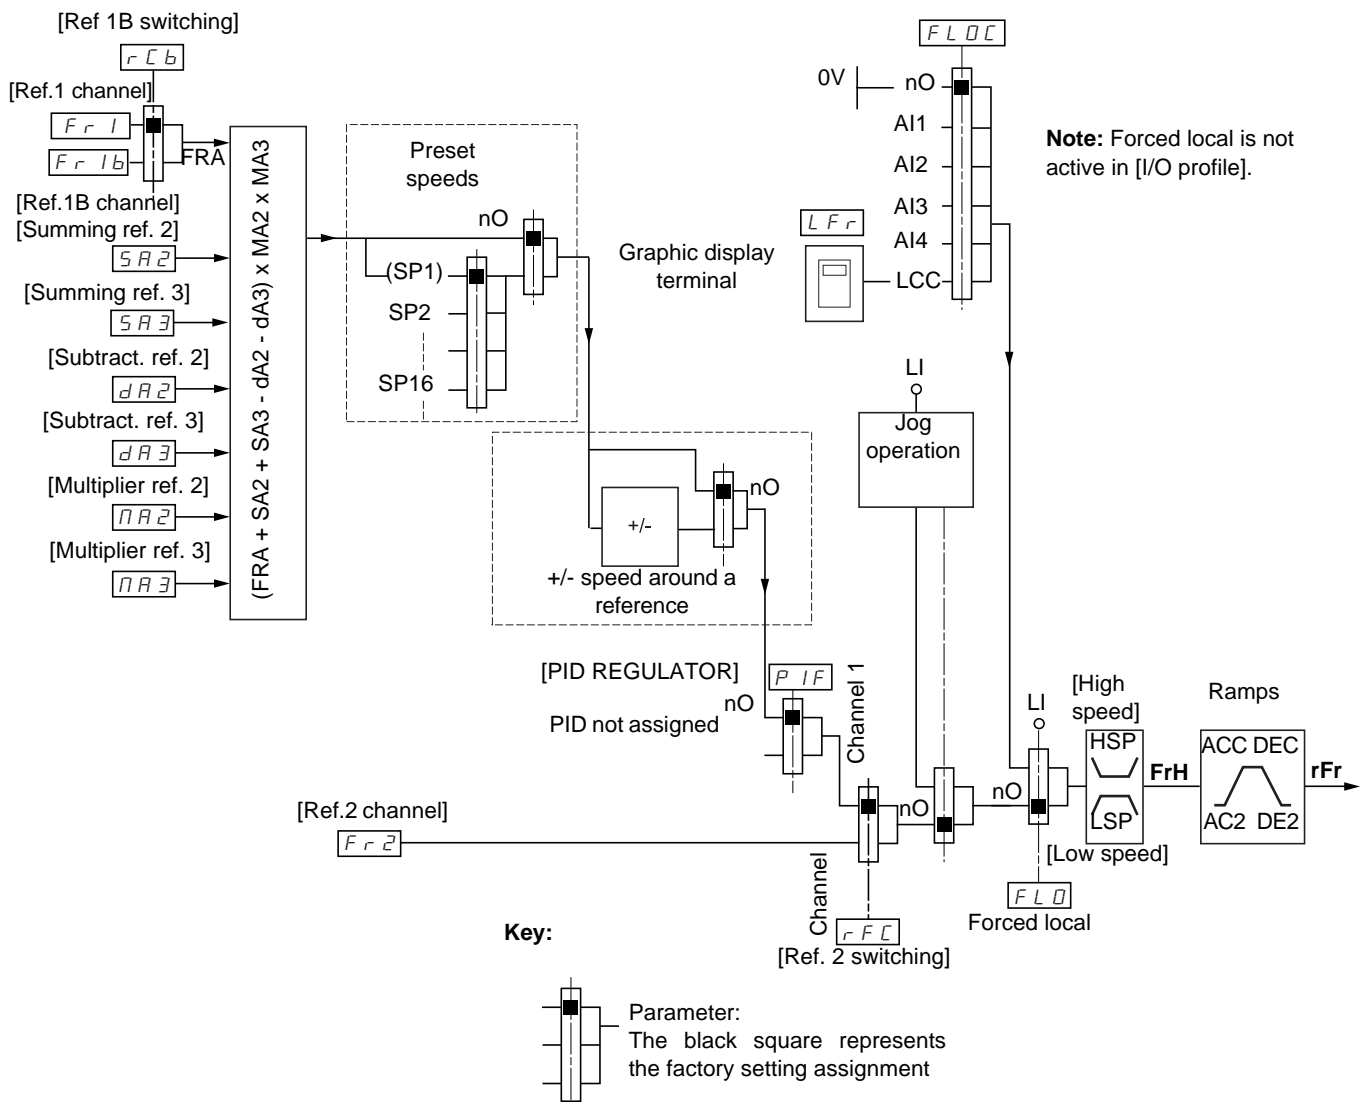 [Ref 1B switching]
rCb
[Ref.1 channel]
Fr1
Fr1b
FRA
[Ref.1B channel]
[Summing ref. 2]
SA2
[Summing ref. 3]
SA3
[Subtract. ref. 2]
dA2
[Subtract. ref. 3]
dA3
[Multiplier ref. 2]
MA2
[Multiplier ref. 3]
MA3
(FRA + SA2 + SA3 - dA2 - dA3) x MA2 x MA3
Preset
speeds
nO
(SP1)
SP2
SP16
+/-
nO
+/- speed around a
reference
FLOC
0V
nO
AI1
AI2
AI3
AI4
LCC
LFr
Graphic display
terminal
Note: Forced local is not
active in [I/O profile].
LI
Jog
operation
[PID REGULATOR]
PIF
nO
PID not assigned
Channel 1
[Ref.2 channel]
Fr2
Channel
rFC
[Ref. 2 switching]
nO
nO
LI
FLO
Forced local
[High
speed]
HSP
LSP
[Low speed]
FrH
Ramps
ACC DEC
AC2 DE2
rFr
Key:
Parameter:
The black square represents
the factory setting assignment